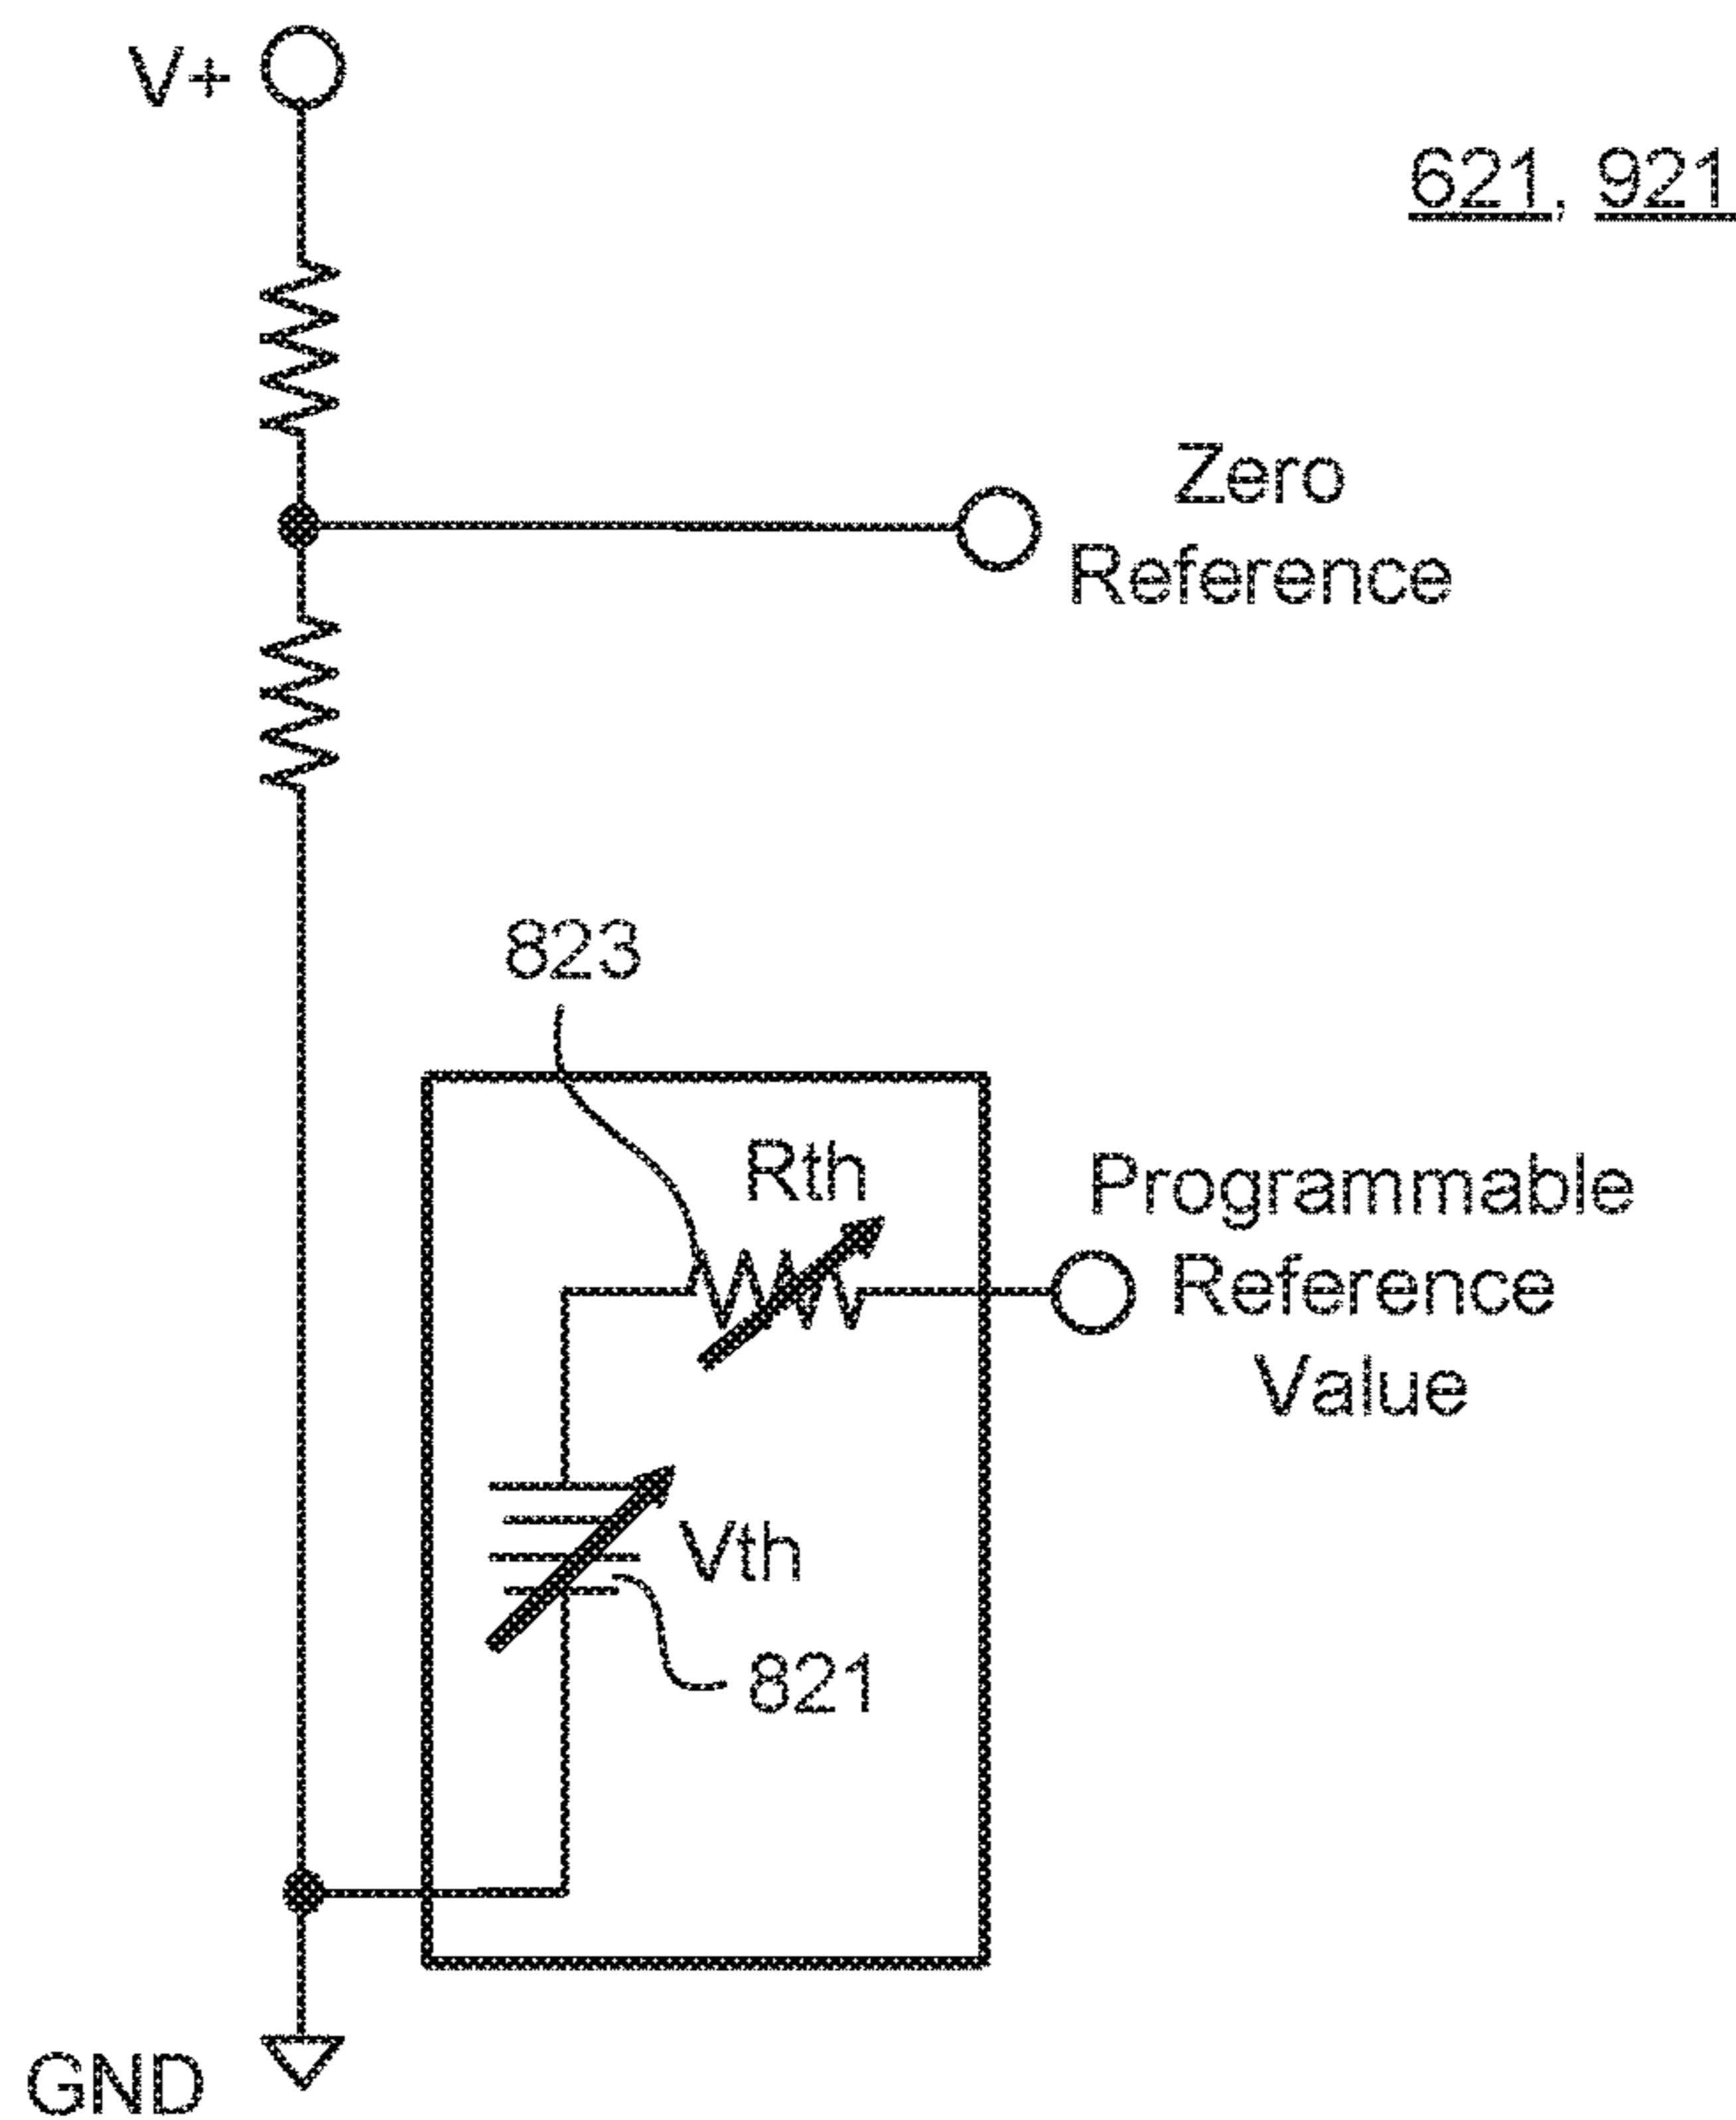 V+
621, 921
Zero
Reference
823
Rth
Programmable
Reference
Value
Vth
821
GND